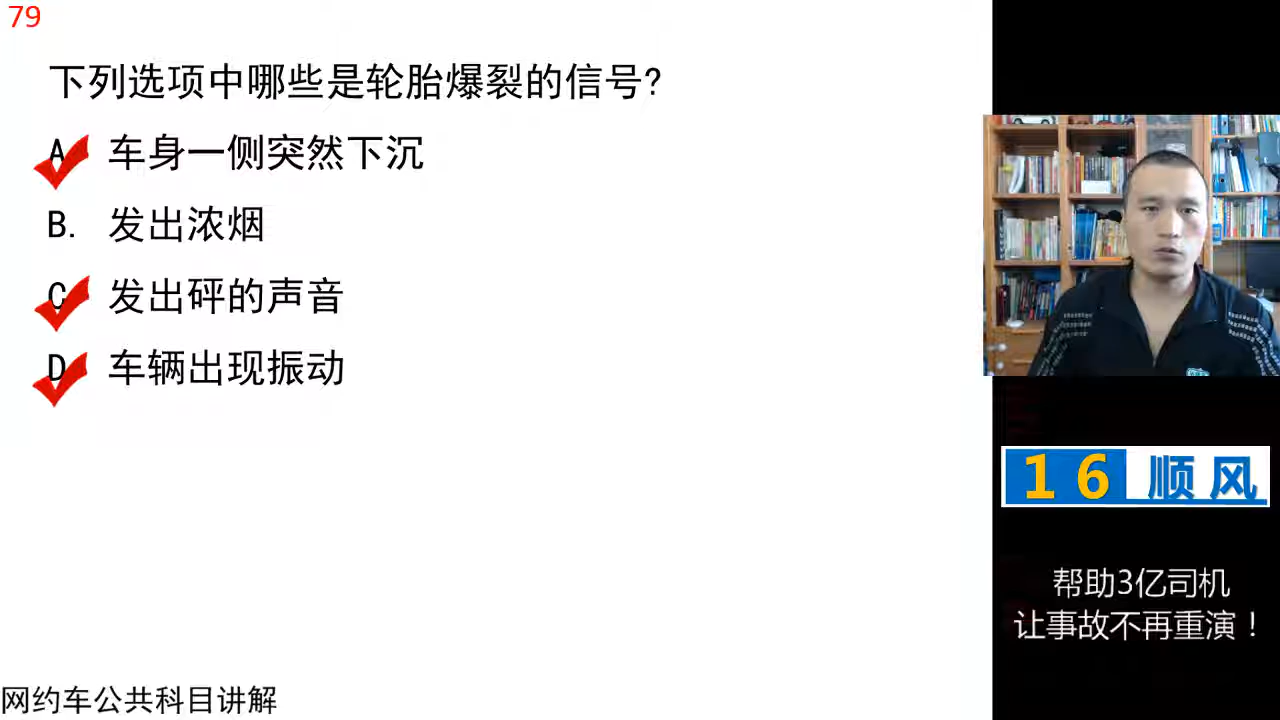 79
下列选项中哪些是轮胎爆裂的信号?
A 车身一侧突然下沉
B. 发出浓烟
C 发出砰的声音
D 车辆出现振动
16顺风
帮助3亿司机
让事故不再重演！
网约车公共科目讲解